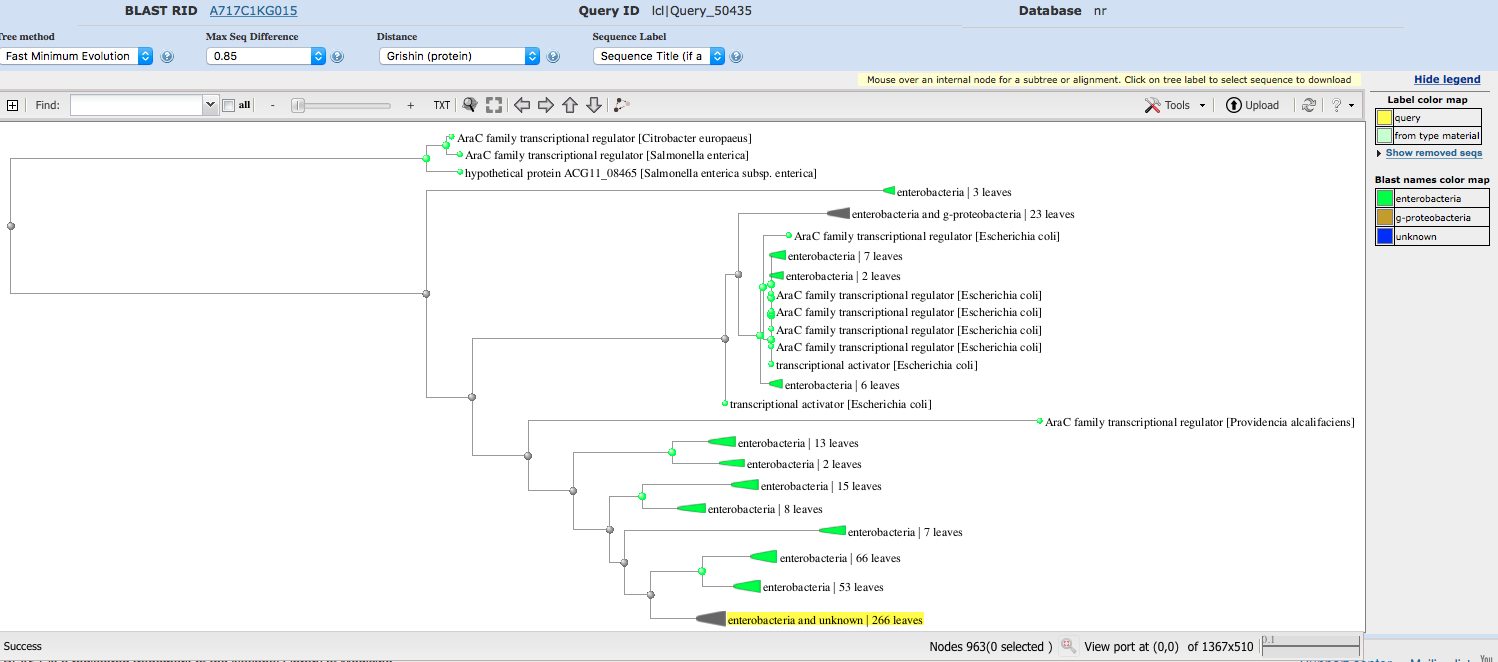 BLAST RID A717C1KG015 Query ID lcl|Query_50435 Database nr
Tree method Max Seq Difference Distance Sequence Label
Fast Minimum Evolution 0.85 Grishin (protein) Sequence Title (if a
Mouse over an internal node for a subtree or alignment. Click on tree label to select sequence to download
Hide legend
Find: all - + TXT Tools Upload ?
Label color map
query
from type material
Show removed seqs
Blast names color map
enterobacteria
g-proteobacteria
unknown
AraC family transcriptional regulator [Citrobacter europaeus]
AraC family transcriptional regulator [Salmonella enterica]
hypothetical protein ACG11_08465 [Salmonella enterica subsp. enterica]
enterobacteria | 3 leaves
enterobacteria and g-proteobacteria | 23 leaves
AraC family transcriptional regulator [Escherichia coli]
enterobacteria | 7 leaves
enterobacteria | 2 leaves
AraC family transcriptional regulator [Escherichia coli]
AraC family transcriptional regulator [Escherichia coli]
AraC family transcriptional regulator [Escherichia coli]
AraC family transcriptional regulator [Escherichia coli]
transcriptional activator [Escherichia coli]
enterobacteria | 6 leaves
transcriptional activator [Escherichia coli]
AraC family transcriptional regulator [Providencia alcalifaciens]
enterobacteria | 13 leaves
enterobacteria | 2 leaves
enterobacteria | 15 leaves
enterobacteria | 8 leaves
enterobacteria | 7 leaves
enterobacteria | 66 leaves
enterobacteria | 53 leaves
enterobacteria and unknown | 266 leaves
Success Nodes 963(0 selected ) View port at (0,0) of 1367x510 0.1
You